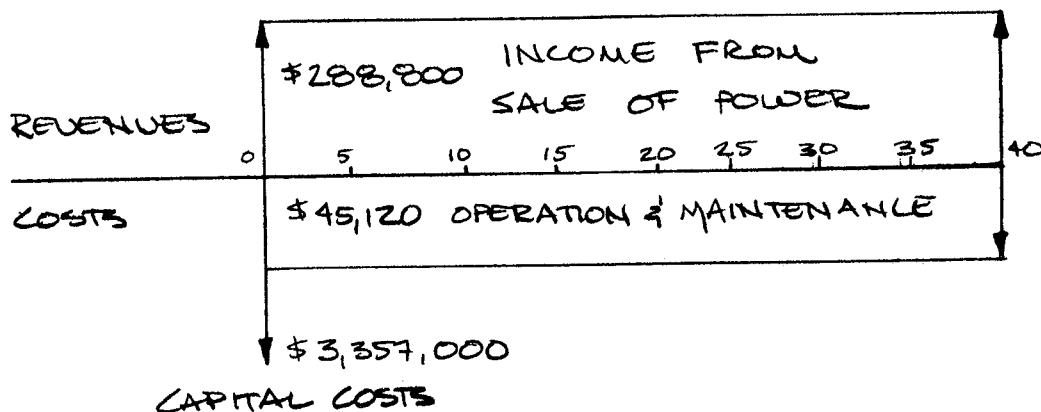 $288,800 INCOME FROM
SALE OF POWER
REVENUES
0 5 10 15 20 25 30 35 40
COSTS $45,120 OPERATION & MAINTENANCE
$3,357,000
CAPITAL COSTS